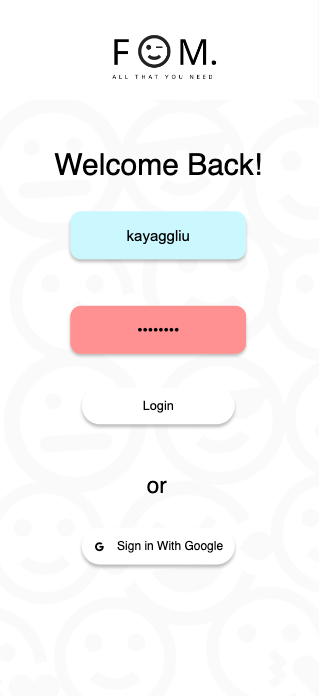 F M.
ALL THAT YOU NEED
Welcome Back!
kayaggliu
••••••••
Login
or
G Sign in With Google